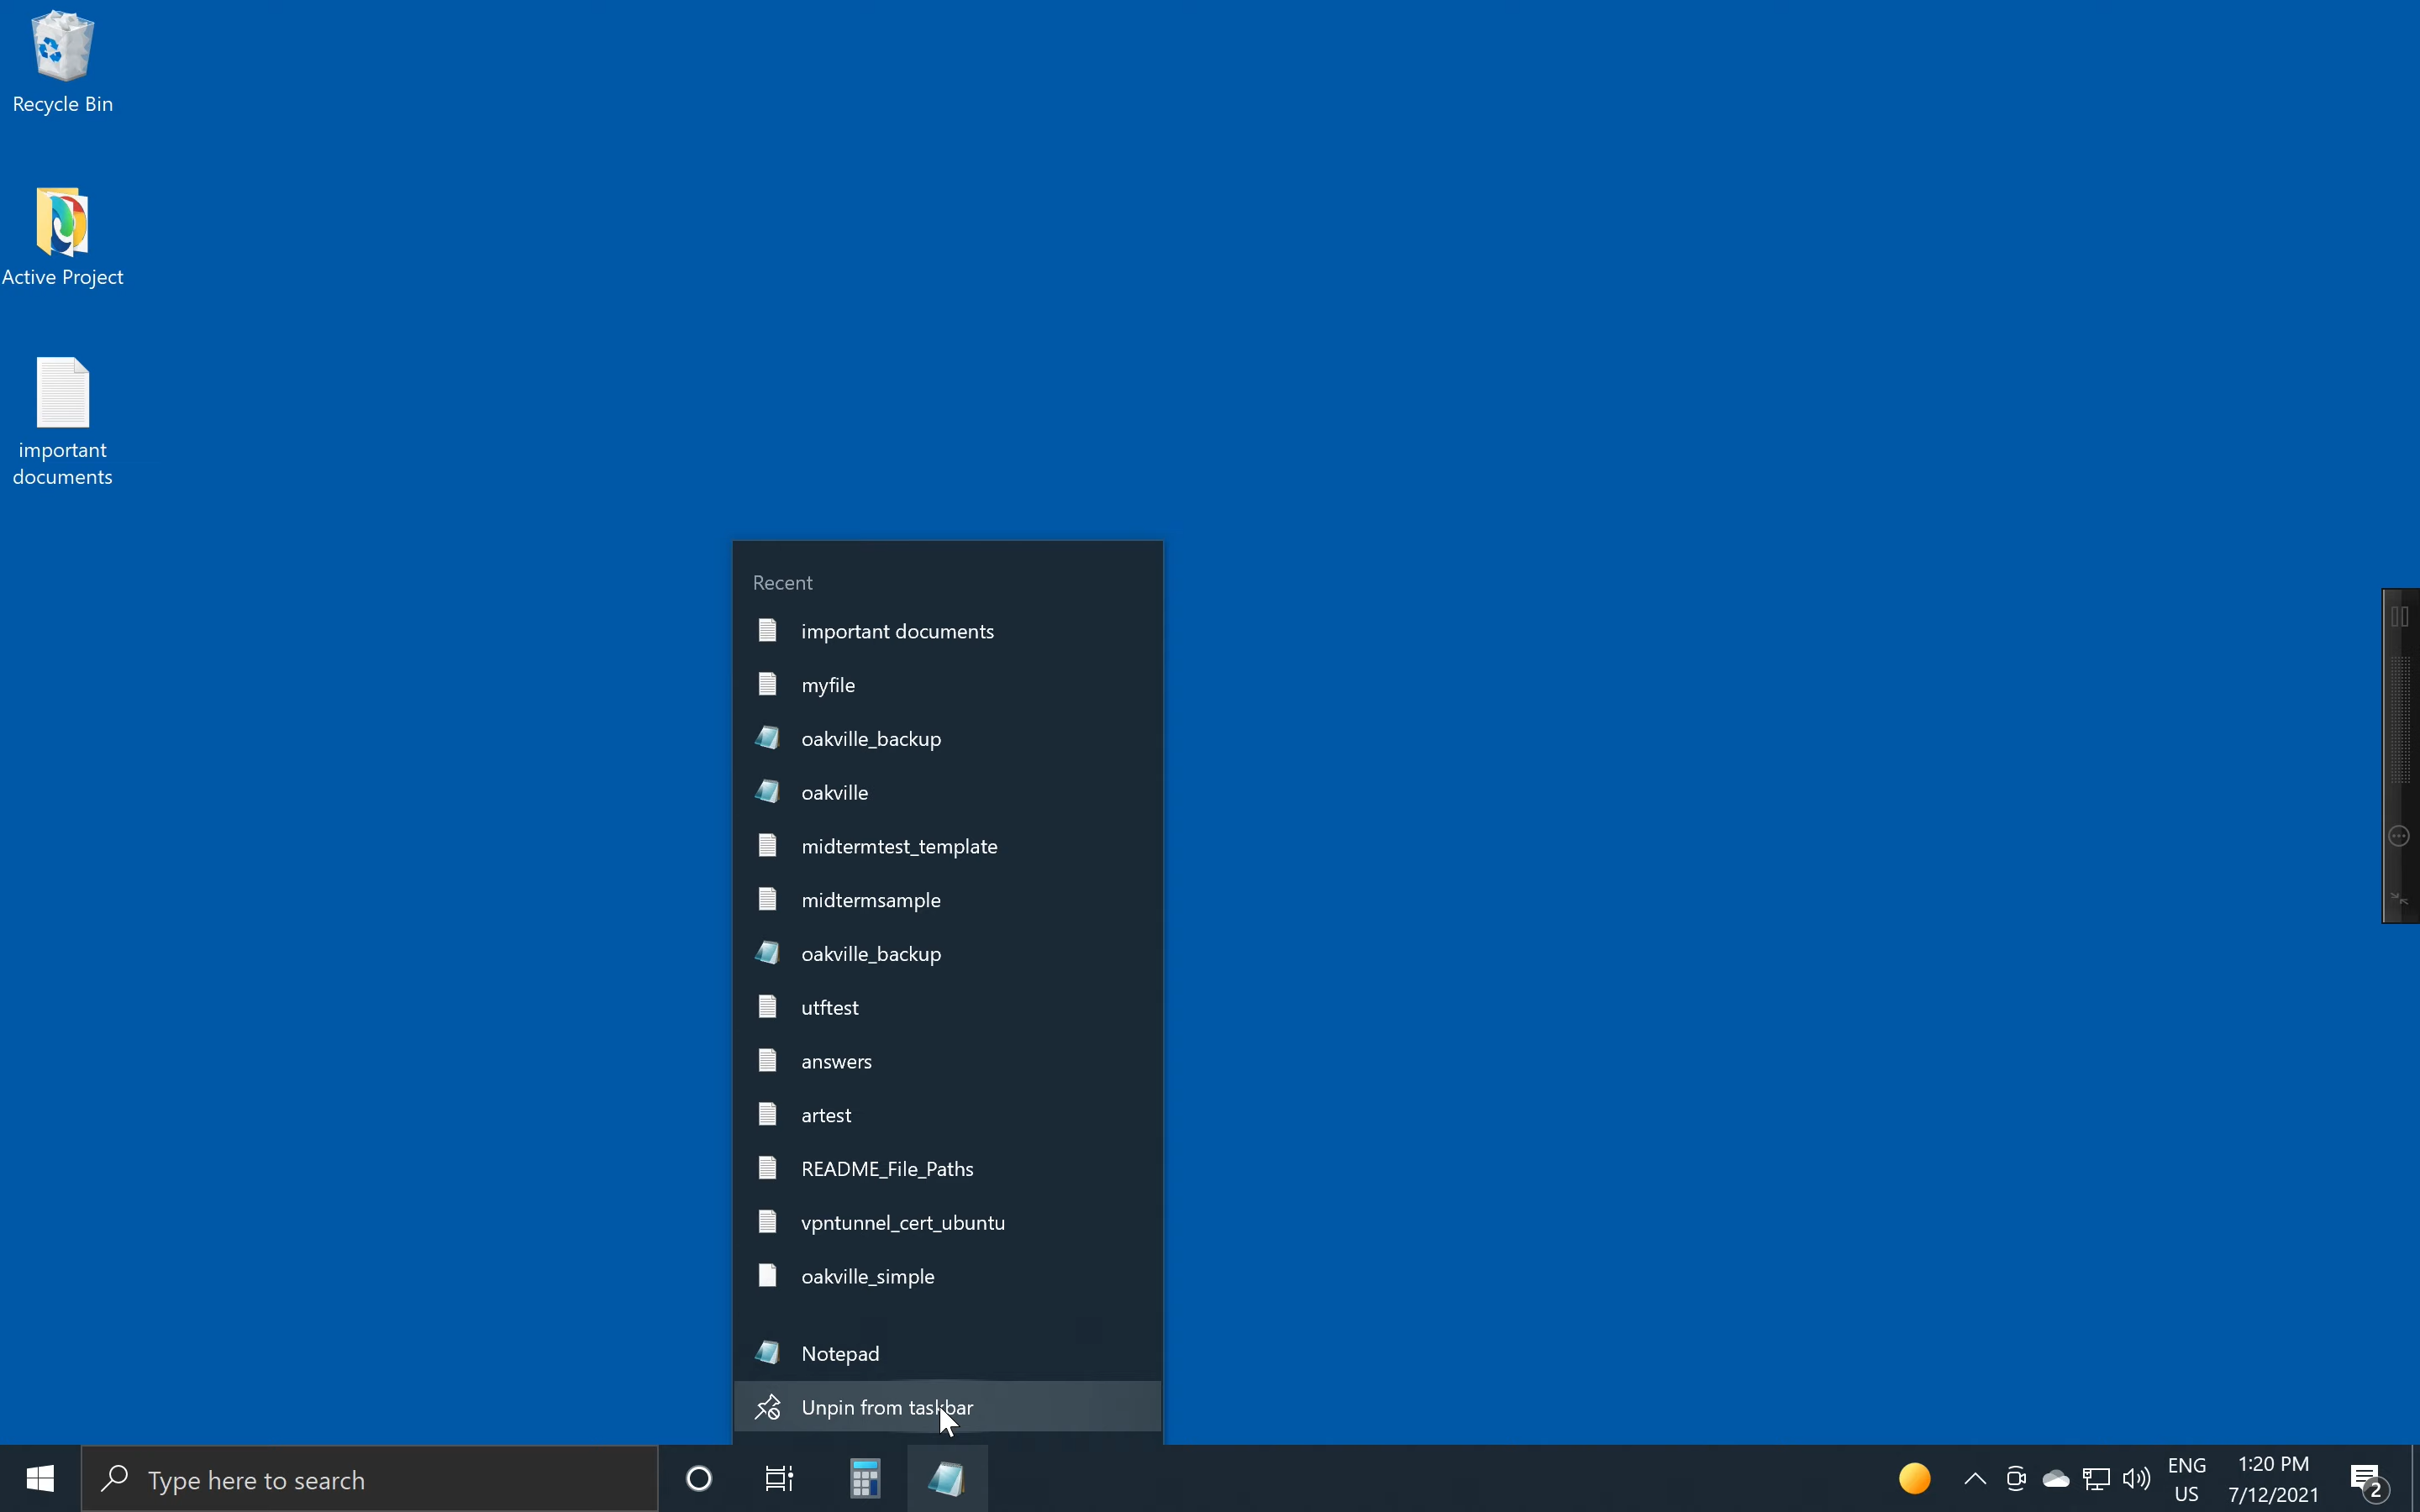 Recycle Bin
Active Project
important
documents
Recent
important documents
myfile
oakville_backup
oakville
midtermtest_template
midtermsample
oakville_backup
utftest
answers
artest
README_File_Paths
vpntunnel_cert_ubuntu
oakville_simple
Notepad
Unpin from taskbar
Type here to search
ENG
US
1:20 PM
7/12/2021
2